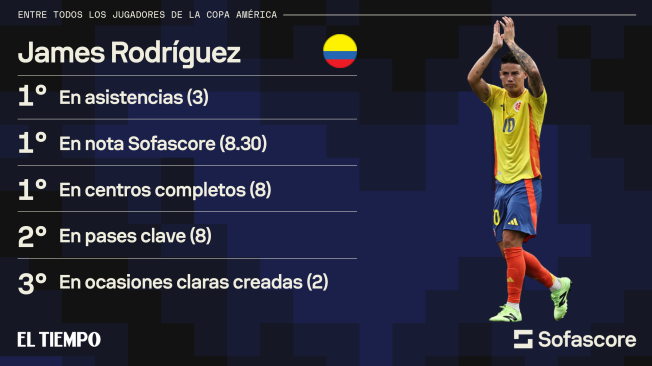 ENTRE TODOS LOS JUGADORES DE LA COPA AMÉRICA
James Rodríguez
1° En asistencias (3)
1° En nota Sofascore (8.30)
1° En centros completos (8)
2° En pases clave (8)
3° En ocasiones claras creadas (2)
10
EL TIEMPO
Sofascore